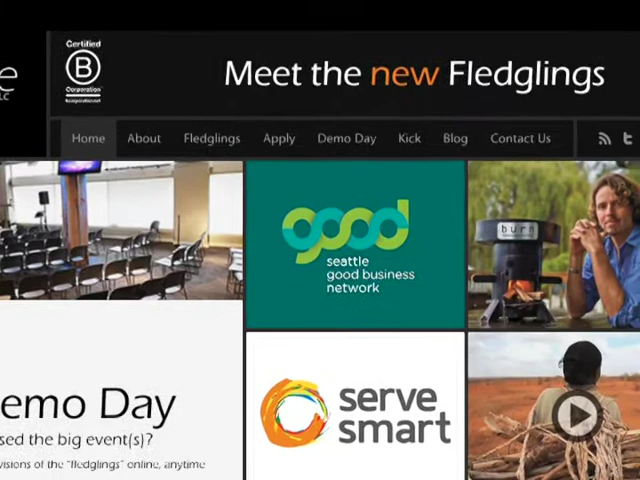 Certified
B
Corporation
LC
Meet the new Fledglings
Home About Fledglings Apply Demo Day Kick Blog Contact Us
good
seattle
good business
network
burn
emo Day
sed the big event(s)?
visions of the "fledglings" online, anytime
serve
smart